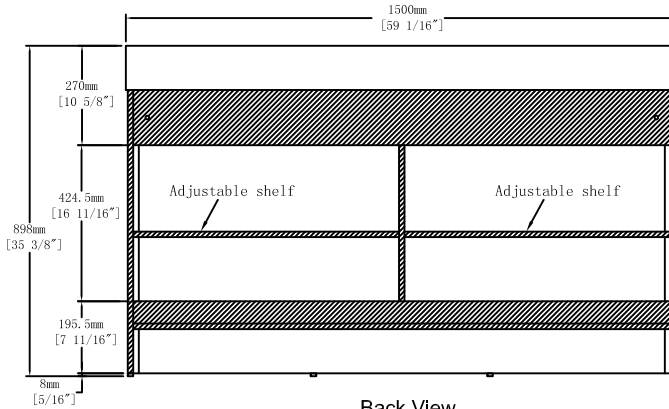 1500mm
[59 1/16"]
270mm
[10 5/8"]
424.5mm
[16 11/16"]
Adjustable shelf
Adjustable shelf
898mm
[35 3/8"]
195.5mm
[7 11/16"]
8mm
[5/16"]
Back View